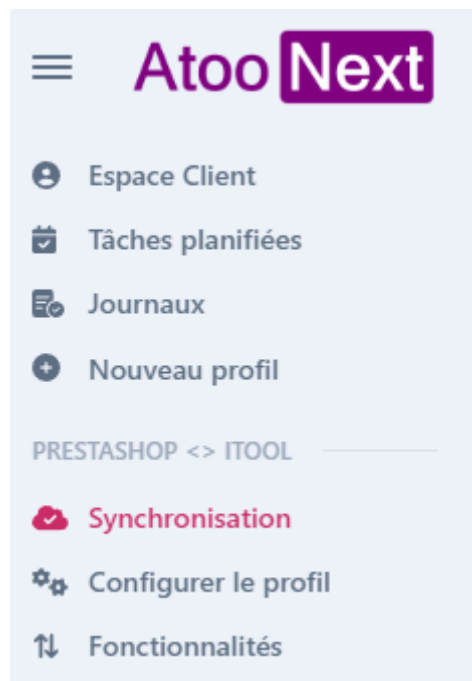 Atoo Next
Espace Client
Tâches planifiées
Journaux
Nouveau profil
PRESTASHOP <> ITOOL
Synchronisation
Configurer le profil
Fonctionnalités